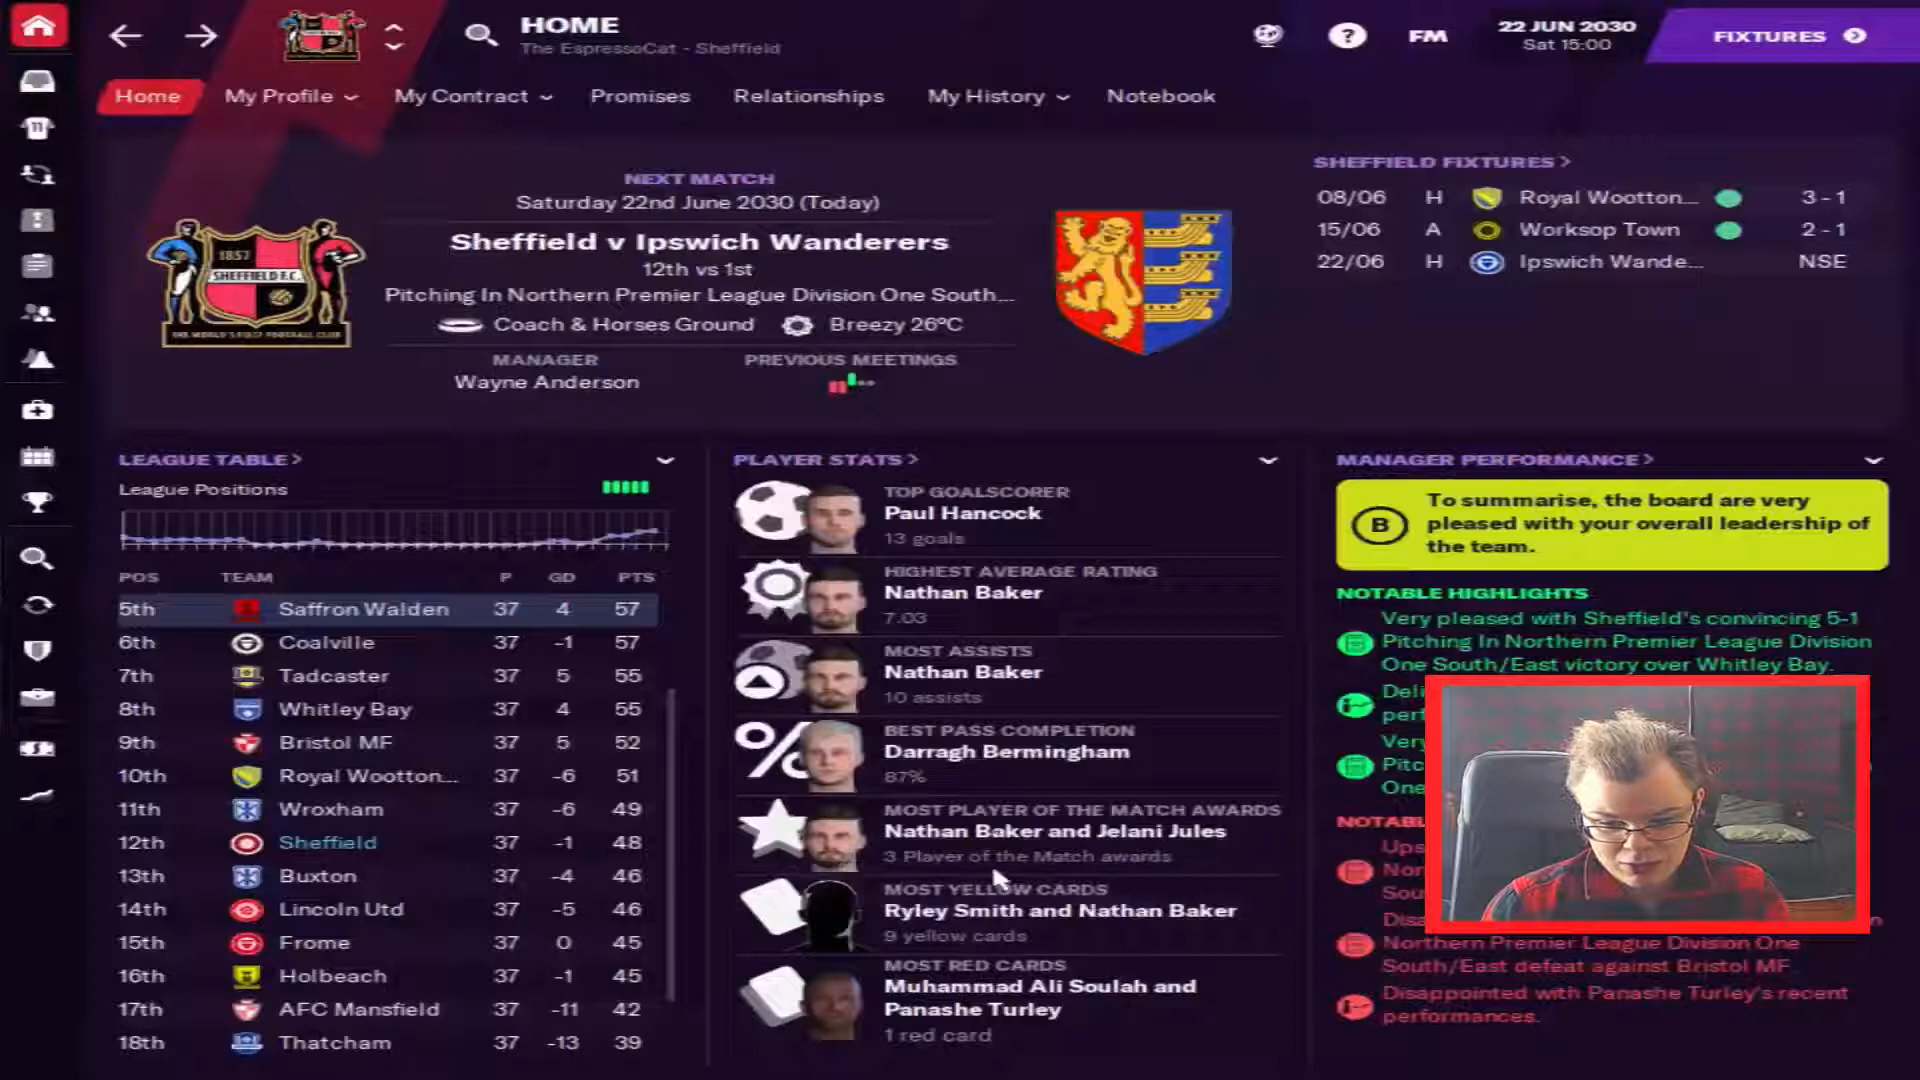 HOME
The EspressoCat - Sheffield
FM
22 JUN 2030
Sat 15:00
FIXTURES
Home
My Profile
My Contract
Promises
Relationships
My History
Notebook
1857
SHEFFIELD F.C.
THE WORLD'S FIRST FOOTBALL CLUB
NEXT MATCH
Saturday 22nd June 2030 (Today)
Sheffield v Ipswich Wanderers
12th vs 1st
Pitching In Northern Premier League Division One South...
Coach & Horses Ground
Breezy 26ºC
MANAGER
Wayne Anderson
PREVIOUS MEETINGS
SHEFFIELD FIXTURES >
08/06 H Royal Wootton... 3 - 1
15/06 A Worksop Town 2 - 1
22/06 H Ipswich Wande... NSE
LEAGUE TABLE >
League Positions
POS TEAM P GD PTS
5th Saffron Walden 37 4 57
6th Coalville 37 -1 57
7th Tadcaster 37 5 55
8th Whitley Bay 37 4 55
9th Bristol MF 37 5 52
10th Royal Wootton... 37 -6 51
11th Wroxham 37 -6 49
12th Sheffield 37 -1 48
13th Buxton 37 -4 46
14th Lincoln Utd 37 -5 46
15th Frome 37 0 45
16th Holbeach 37 -1 45
17th AFC Mansfield 37 -11 42
18th Thatcham 37 -13 39
PLAYER STATS >
TOP GOALSCORER
Paul Hancock
13 goals
HIGHEST AVERAGE RATING
Nathan Baker
7.03
MOST ASSISTS
Nathan Baker
10 assists
BEST PASS COMPLETION
Darragh Bermingham
87%
MOST PLAYER OF THE MATCH AWARDS
Nathan Baker and Jelani Jules
3 Player of the Match awards
MOST YELLOW CARDS
Ryley Smith and Nathan Baker
9 yellow cards
MOST RED CARDS
Muhammad Ali Soulah and
Panashe Turley
1 red card
MANAGER PERFORMANCE >
B
To summarise, the board are very
pleased with your overall leadership of
the team.
NOTABLE HIGHLIGHTS
Very pleased with Sheffield's convincing 5-1
Pitching In Northern Premier League Division
One South/East victory over Whitley Bay.
Northern Premier League Division One
South/East defeat against Bristol MF
Disappointed with Panashe Turley's recent
performances.